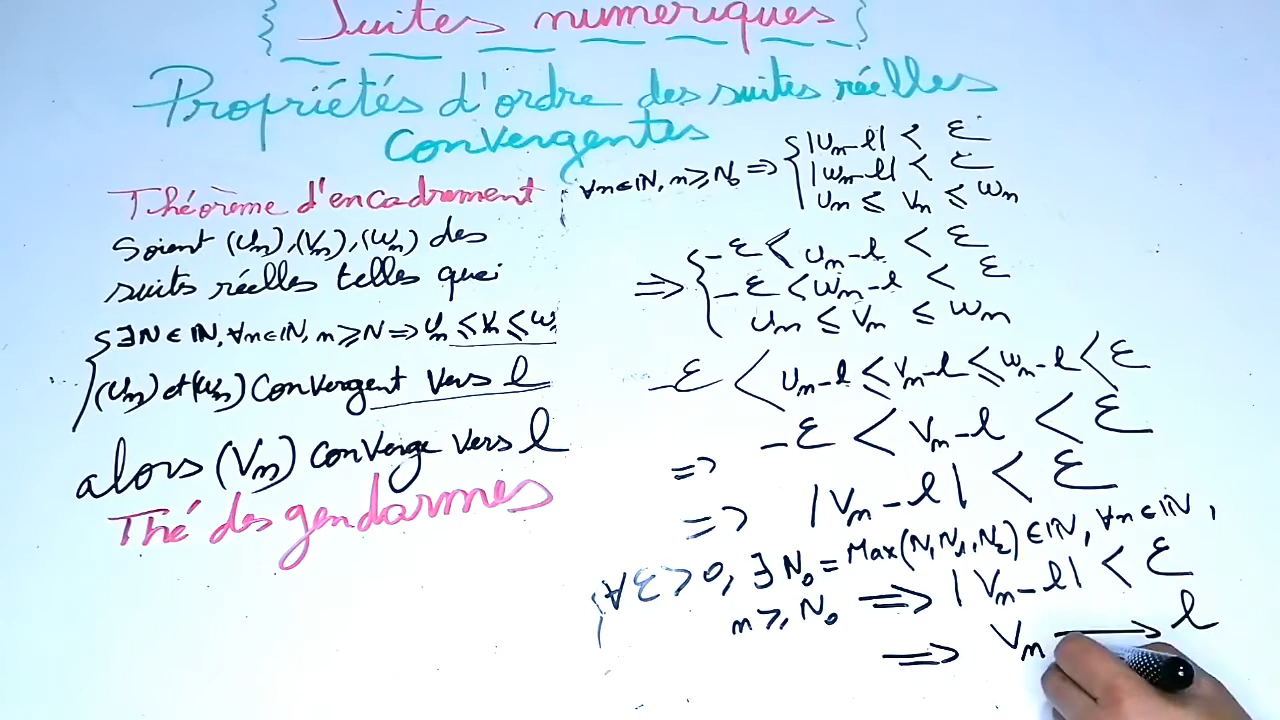 Suites numériques
Propriétés d'ordre des suites réelles
convergentes
Théorème d'encadrement
Soient (Un), (Vn), (Wn) des
suites réelles telles que:
∃N∈ℕ, ∀n∈ℕ, n≥N ⇒ Un ≤ Vn ≤ W
(Un) et (Wn) Convergent vers l
alors (Vn) converge vers l
Thé des gendarmes
∀n∈ℕ, n≥N₀ ⇒ { |Un-l| < ε
|Wn-l| < ε
Un ≤ Vn ≤ Wn
⇒ { -ε < Un-l < ε
-ε < Wn-l < ε
Un ≤ Vn ≤ Wn
-ε < Un-l ≤ Vn-l ≤ Wn-l < ε
⇒ -ε < Vn-l < ε
⇒ |Vn-l| < ε
∀ε>0, ∃N₀ = Max(N,N₁,N₂)∈ℕ, ∀n∈ℕ,
n≥N₀ ⇒ |Vn-l| < ε
⇒ Vn → l